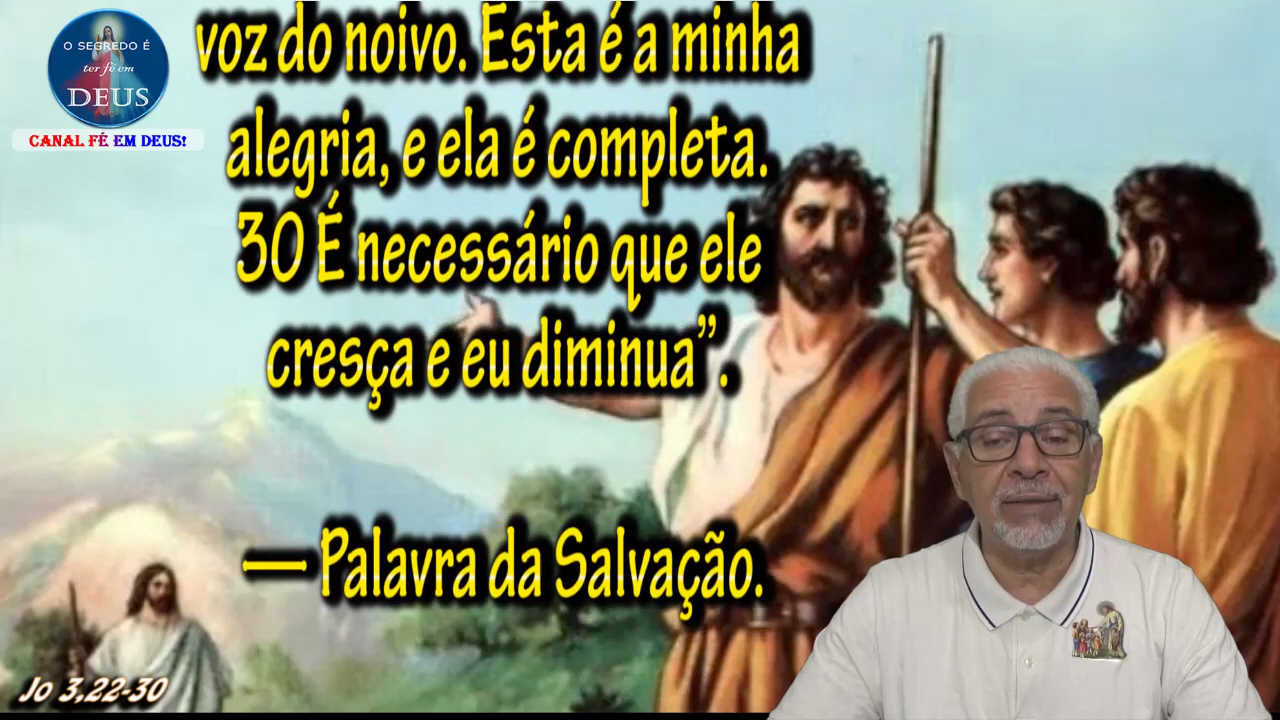 O SEGREDO É
ter fé em
DEUS
CANAL FÉ EM DEUS!
voz do noivo. Esta é a minha
alegria, e ela é completa.
30 É necessário que ele
cresça e eu diminua”.
— Palavra da Salvação.
Jo 3,22-30